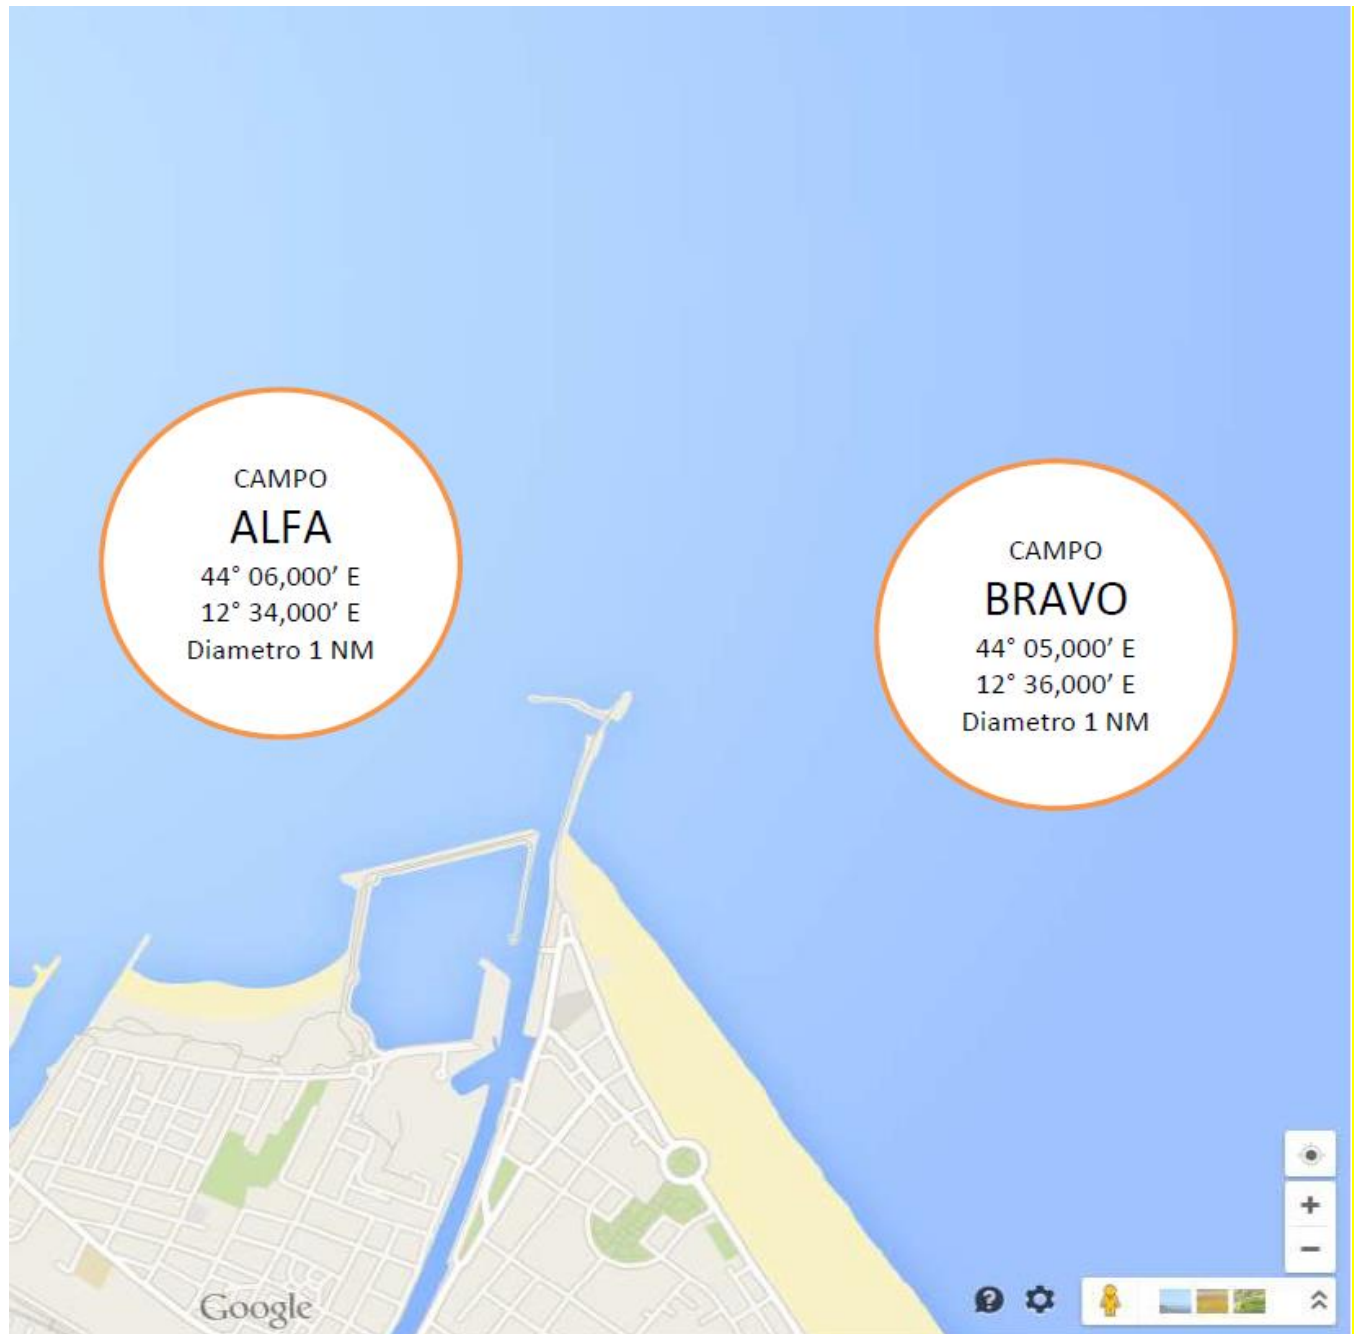 CAMPO
ALFA
44° 06,000’ E
12° 34,000’ E
Diametro 1 NM
CAMPO
BRAVO
44° 05,000’ E
12° 36,000’ E
Diametro 1 NM
Google